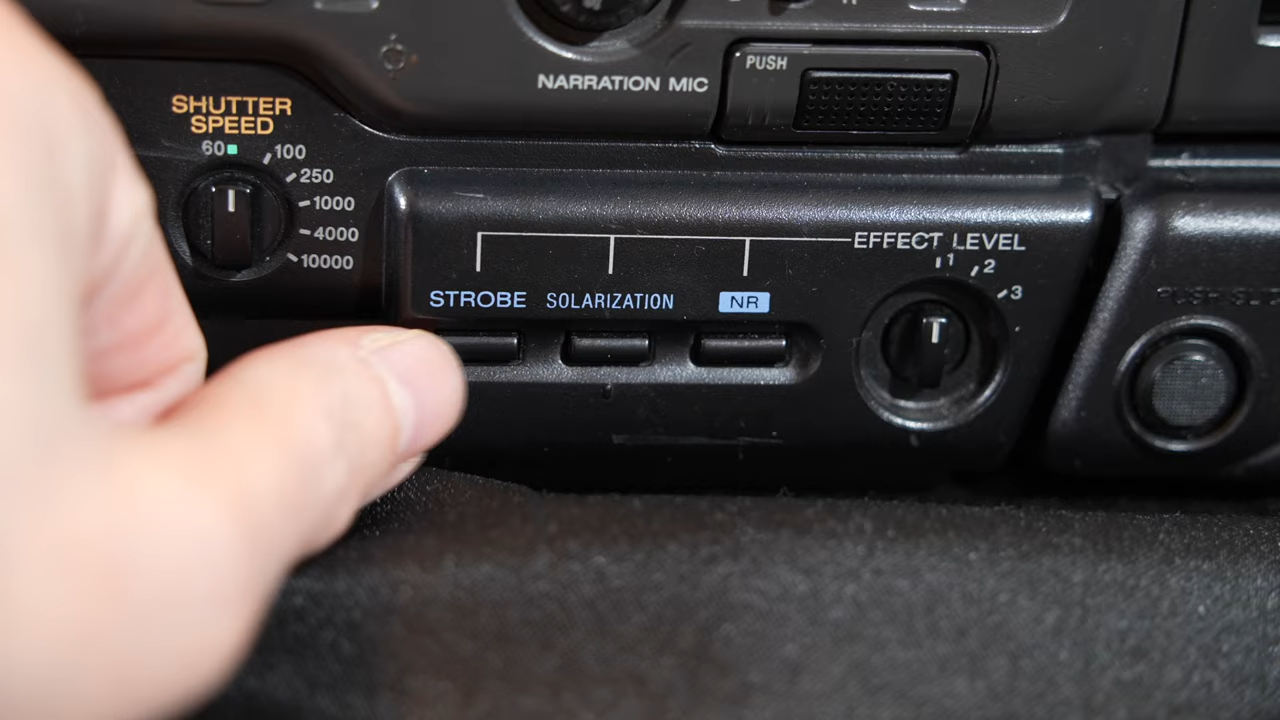 PUSH
NARRATION MIC
SHUTTER
SPEED
60
100
250
1000
4000
10000
EFFECT LEVEL
1
2
3
STROBE
SOLARIZATION
NR